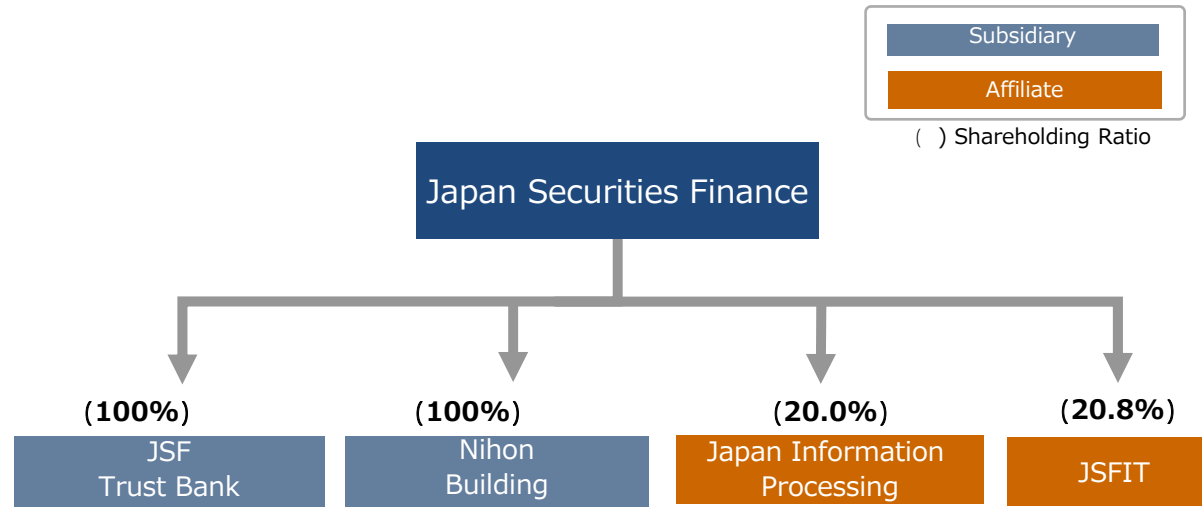 Subsidiary
Affiliate
(  ) Shareholding Ratio
Japan Securities Finance
(100%)
(100%)
(20.0%)
(20.8%)
JSF
Trust Bank
Nihon
Building
Japan Information
Processing
JSFIT